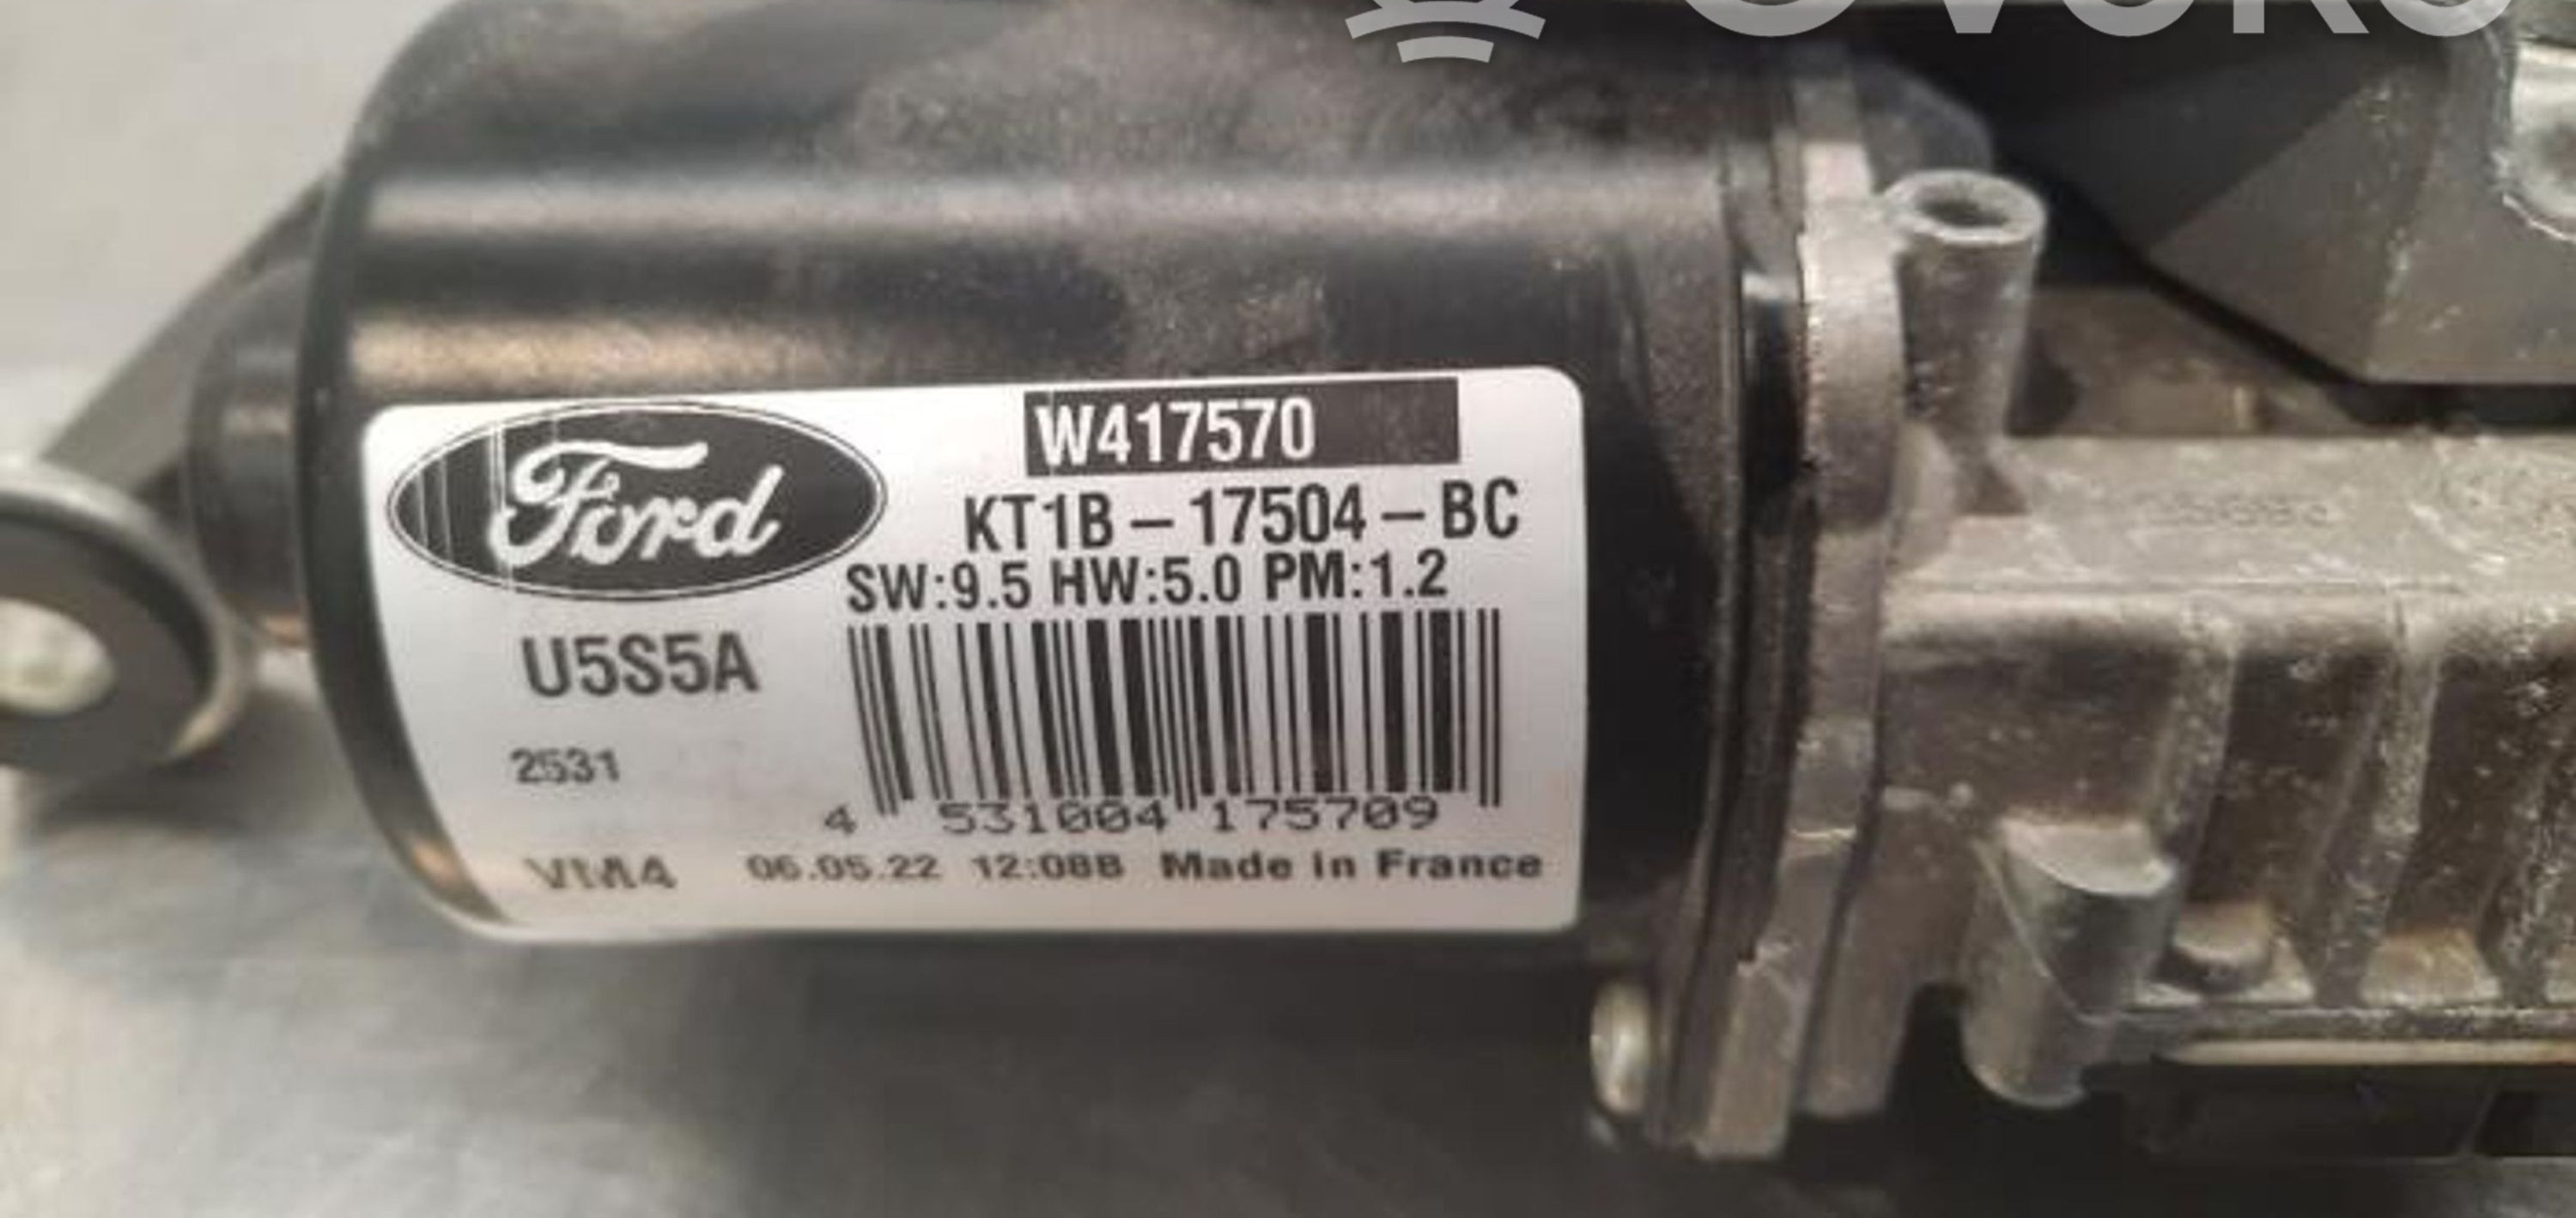 Ford
W417570
KT1B-17504-BC
SW:9.5 HW:5.0 PM:1.2
U5S5A
2531
4 531004 175709
VM4 06.05.22 12:08B Made in France